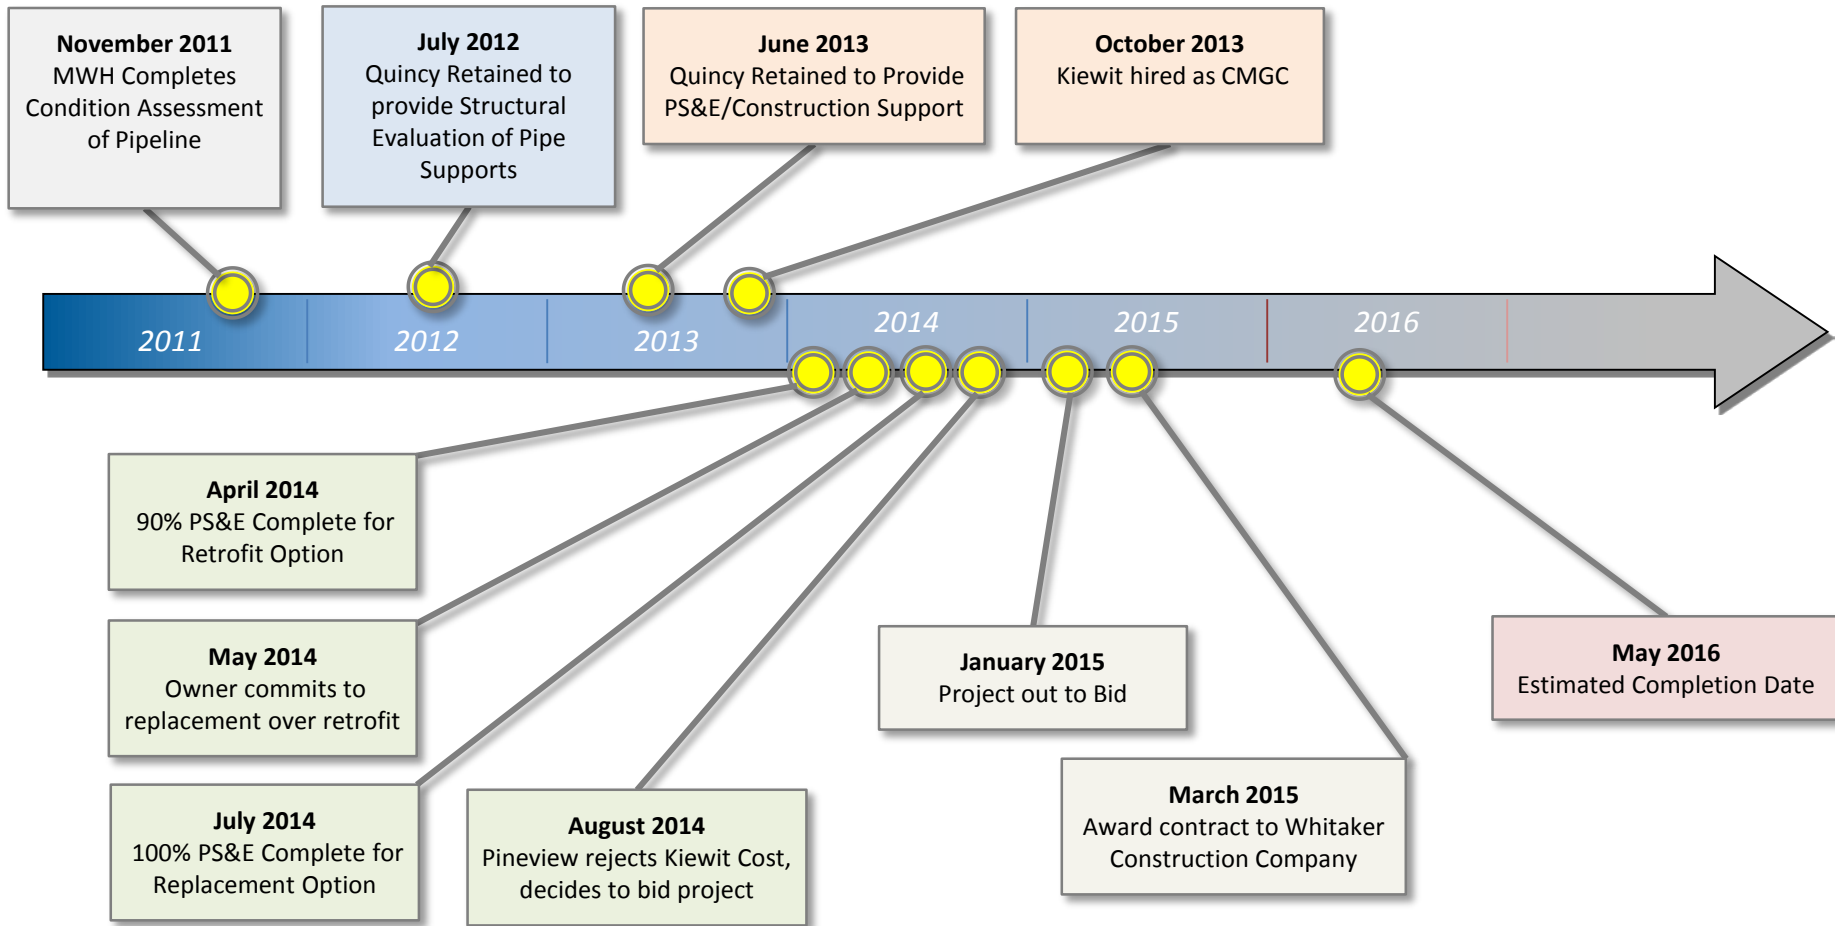 November 2011
MWH Completes
Condition Assessment
of Pipeline
July 2012
Quincy Retained to
provide Structural
Evaluation of Pipe
Supports
June 2013
Quincy Retained to Provide
PS&E/Construction Support
October 2013
Kiewit hired as CMGC
2011
2012
2013
2014
2015
2016
April 2014
90% PS&E Complete for
Retrofit Option
May 2014
Owner commits to
replacement over retrofit
July 2014
100% PS&E Complete for
Replacement Option
August 2014
Pineview rejects Kiewit Cost,
decides to bid project
January 2015
Project out to Bid
March 2015
Award contract to Whitaker
Construction Company
May 2016
Estimated Completion Date